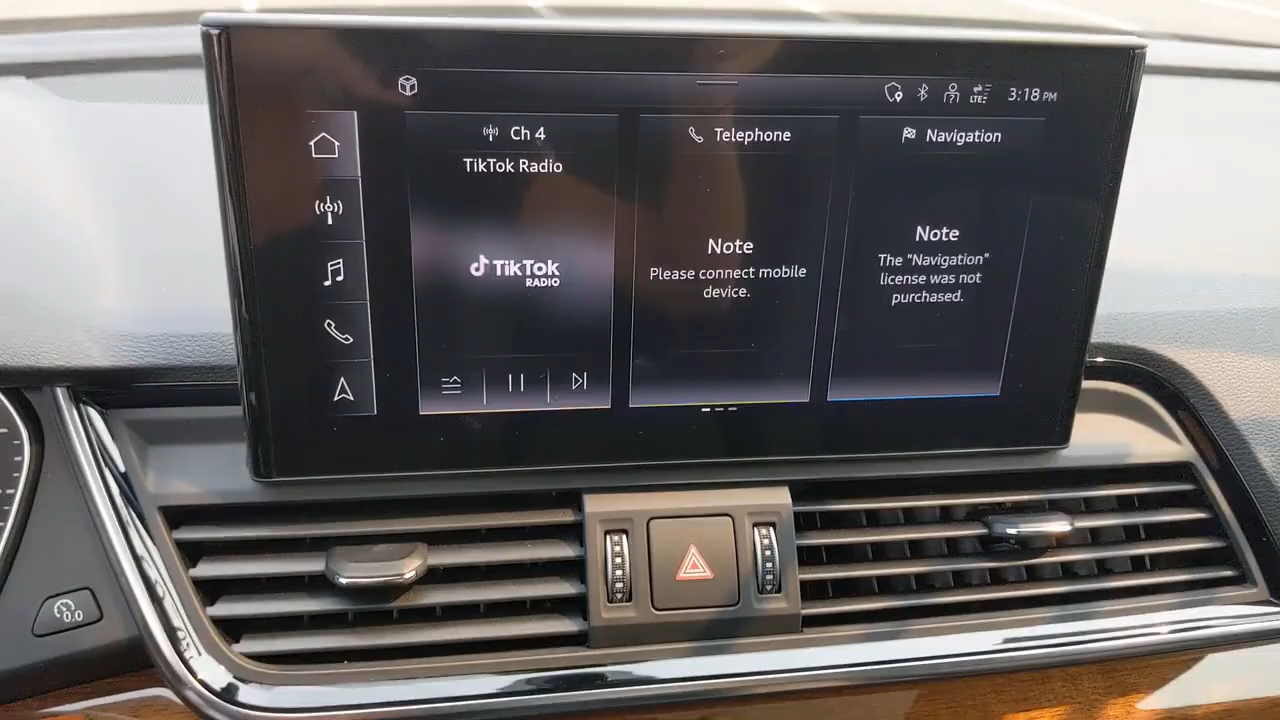 LTE
3:18 PM
Ch 4
TikTok Radio
TikTok
RADIO
Telephone
Note
Please connect mobile
device.
Navigation
Note
The "Navigation"
license was not
purchased.
0.0